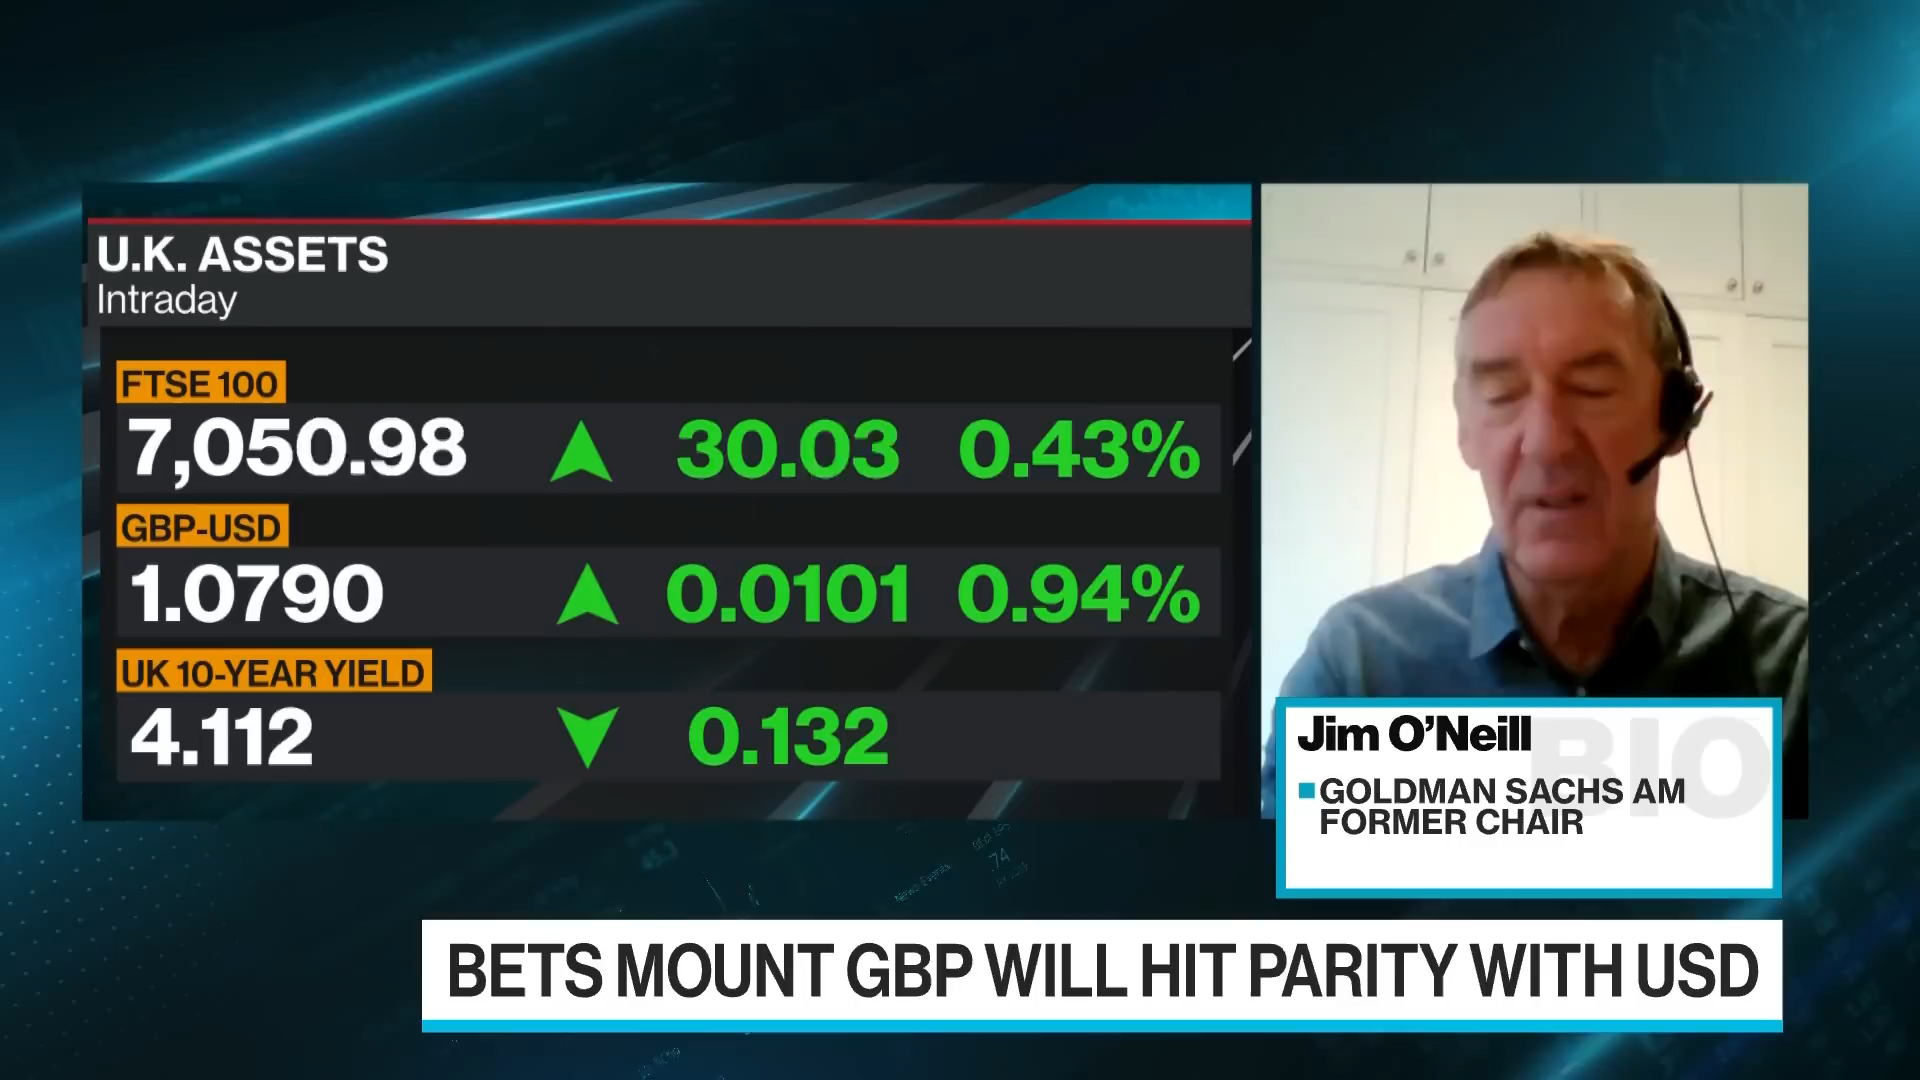 U.K. ASSETS
Intraday
FTSE 100
7,050.98 ▲ 30.03 0.43%
GBP-USD
1.0790 ▲ 0.0101 0.94%
UK 10-YEAR YIELD
4.112 ▼ 0.132
Jim O'Neill
BIO
GOLDMAN SACHS AM
FORMER CHAIR
BETS MOUNT GBP WILL HIT PARITY WITH USD